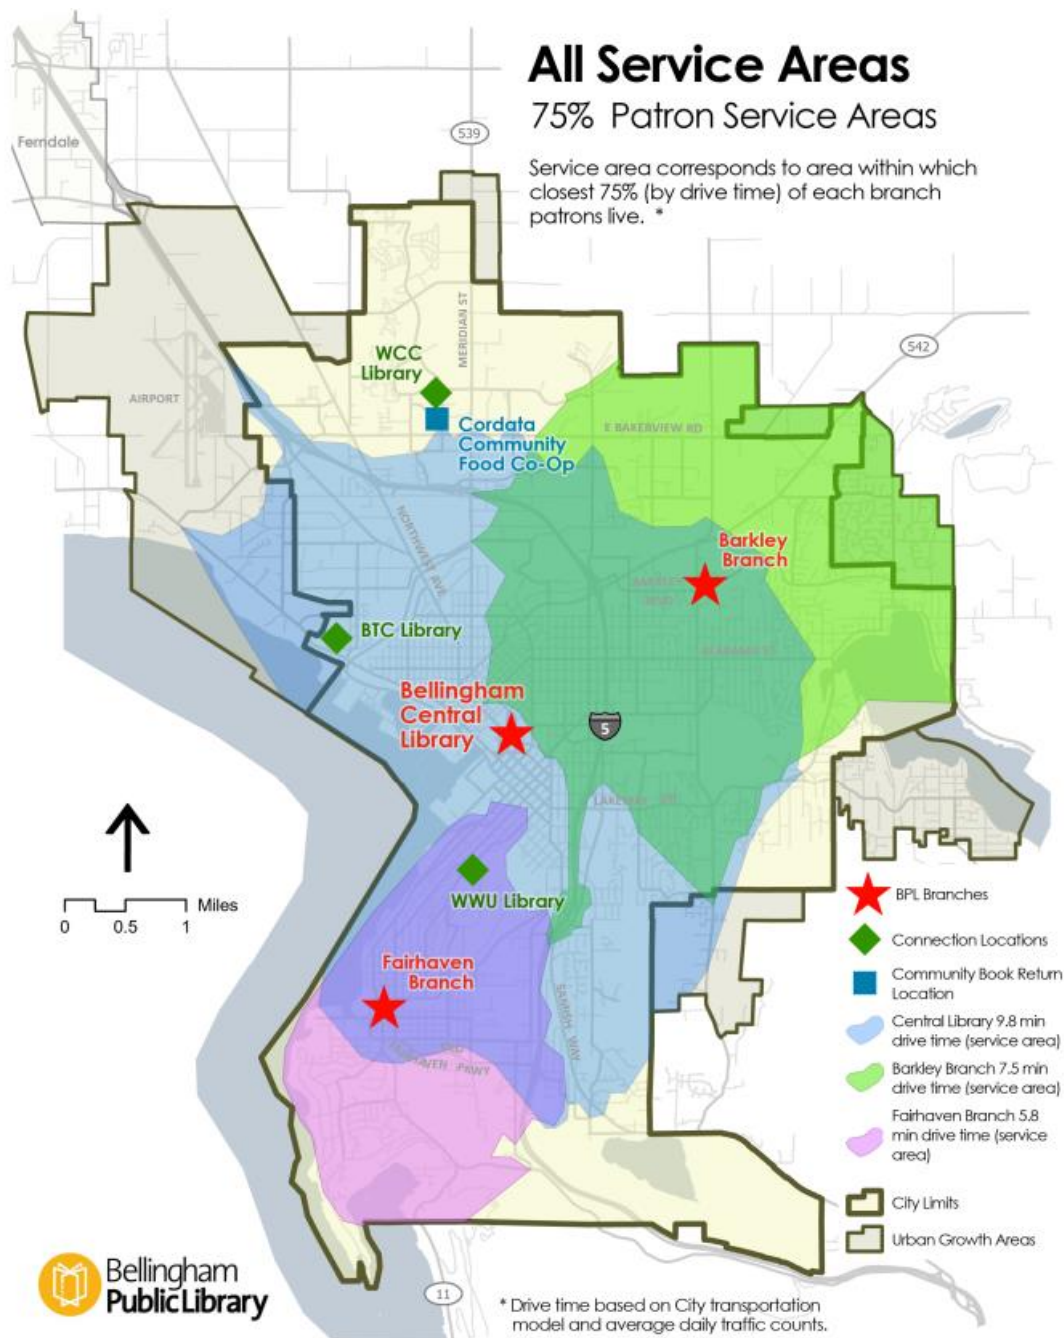 All Service Areas
75% Patron Service Areas
Service area corresponds to area within which
closest 75% (by drive time) of each branch
patrons live. *
Ferndale
539
542
MERIDIAN ST
WCC
Library
AIRPORT
Cordata
Community
Food Co-Op
E BAKERVIEW RD
NORTHWEST AVE
Barkley
Branch
BTC Library
Bellingham
Central
Library
5
WWU Library
Fairhaven
Branch
SAMISH WAY
Miles
0 0.5 1
BPL Branches
Connection Locations
Community Book Return
Location
Central Library 9.8 min
drive time (service area)
Barkley Branch 7.5 min
drive time (service area)
Fairhaven Branch 5.8
min drive time (service
area)
City Limits
Urban Growth Areas
Bellingham
PublicLibrary
11
* Drive time based on City transportation
model and average daily traffic counts.